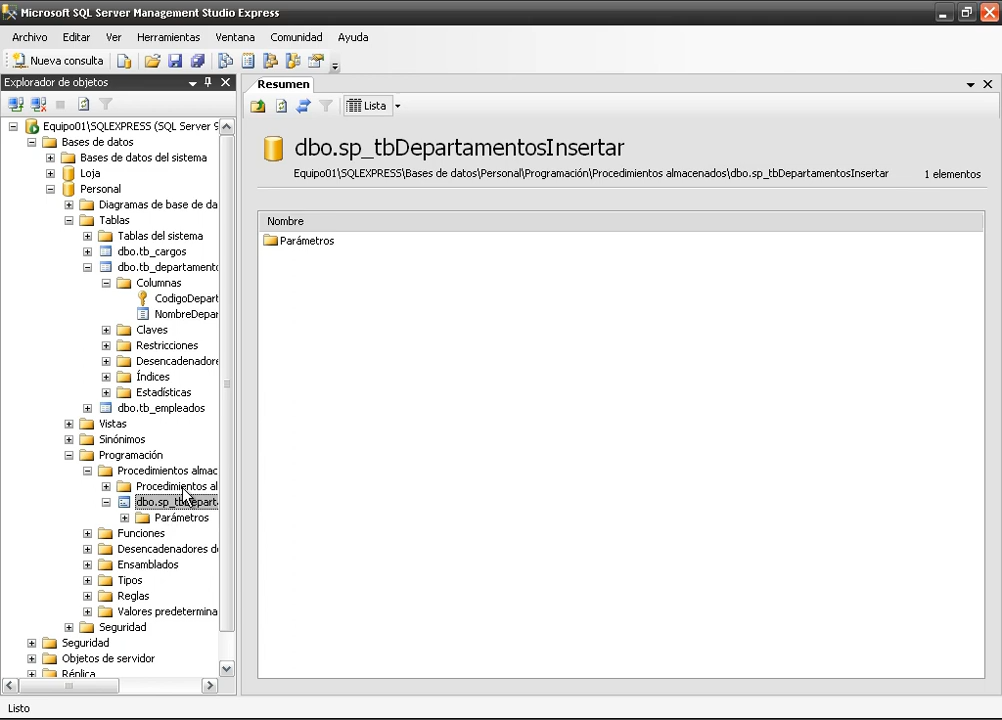 Microsoft SQL Server Management Studio Express
Archivo Editar Ver Herramientas Ventana Comunidad Ayuda
Nueva consulta
Explorador de objetos
Equipo01\SQLEXPRESS (SQL Server 9
Bases de datos
Bases de datos del sistema
Loja
Personal
Diagramas de base de da
Tablas
Tablas del sistema
dbo.tb_cargos
dbo.tb_departamento
Columnas
CodigoDepart
NombreDepar
Claves
Restricciones
Desencadenadore
Índices
Estadísticas
dbo.tb_empleados
Vistas
Sinónimos
Programación
Procedimientos almac
Procedimientos al
dbo.sp_tbDeparta
Parámetros
Funciones
Desencadenadores de
Ensamblados
Tipos
Reglas
Valores predetermina
Seguridad
Seguridad
Objetos de servidor
Réplica
Resumen
Lista
dbo.sp_tbDepartamentosInsertar
Equipo01\SQLEXPRESS\Bases de datos\Personal\Programación\Procedimientos almacenados\dbo.sp_tbDepartamentosInsertar 1 elementos
Nombre
Parámetros
Listo